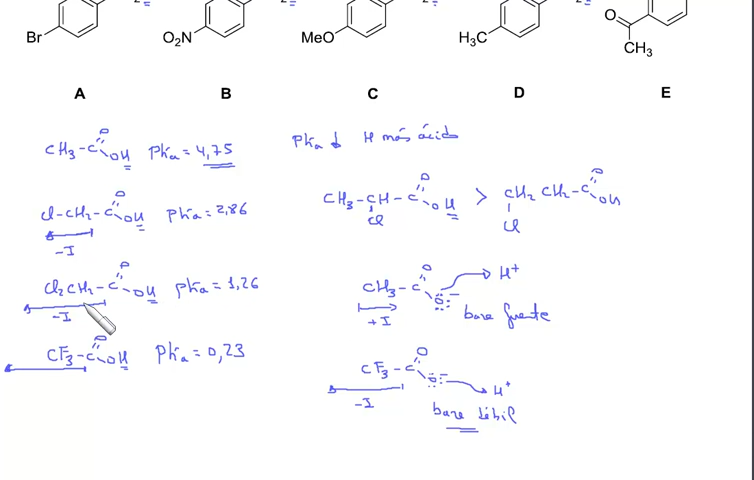 Br O₂N MeO H₃C O CH₃
A B C D E
CH₃-C(=O)-OH pKa = 4,75
pKa ↓ H más ácido
Cl-CH₂-C(=O)-OH pKa = 2,86
-I
CH₃-CH(Cl)-C(=O)-OH > CH₂(Cl)-CH₂-C(=O)-OH
Cl₂CH₂-C(=O)-OH pKa = 1,26
-I
CH₃-C(=O)-O⁻ → H⁺
+I base fuerte
CF₃-C(=O)-OH pKa = 0,23
CF₃-C(=O)-O⁻ → H⁺
-I base débil